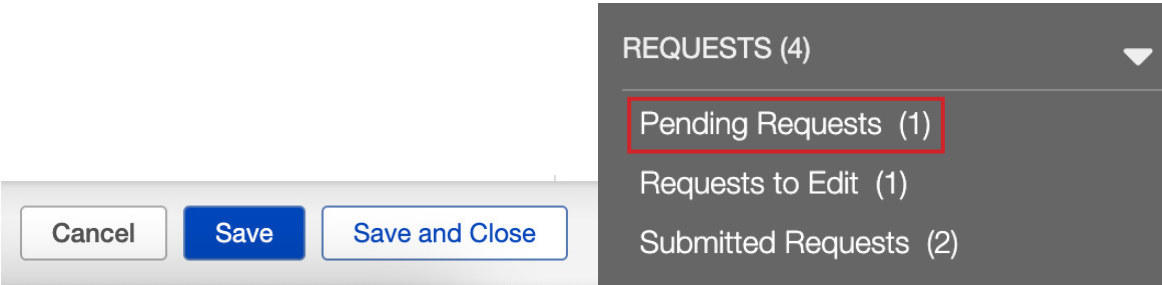 Cancel Save Save and Close
REQUESTS (4)
Pending Requests (1)
Requests to Edit (1)
Submitted Requests (2)